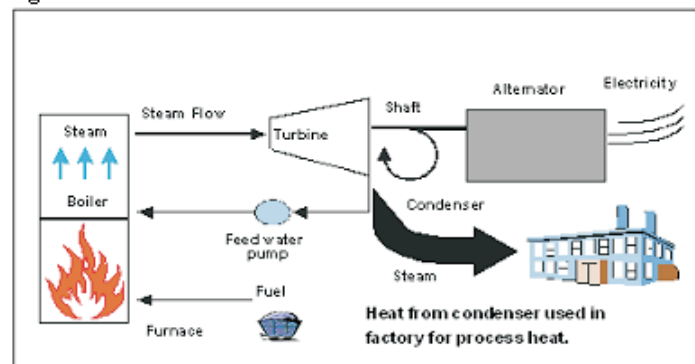 Electricity
Alternator
Shaft
Steam Flow
Steam
Turbine
Boiler
Condenser
Feed water
pump
Steam
Fuel
Furnace
Heat from condenser used in
factory for process heat.